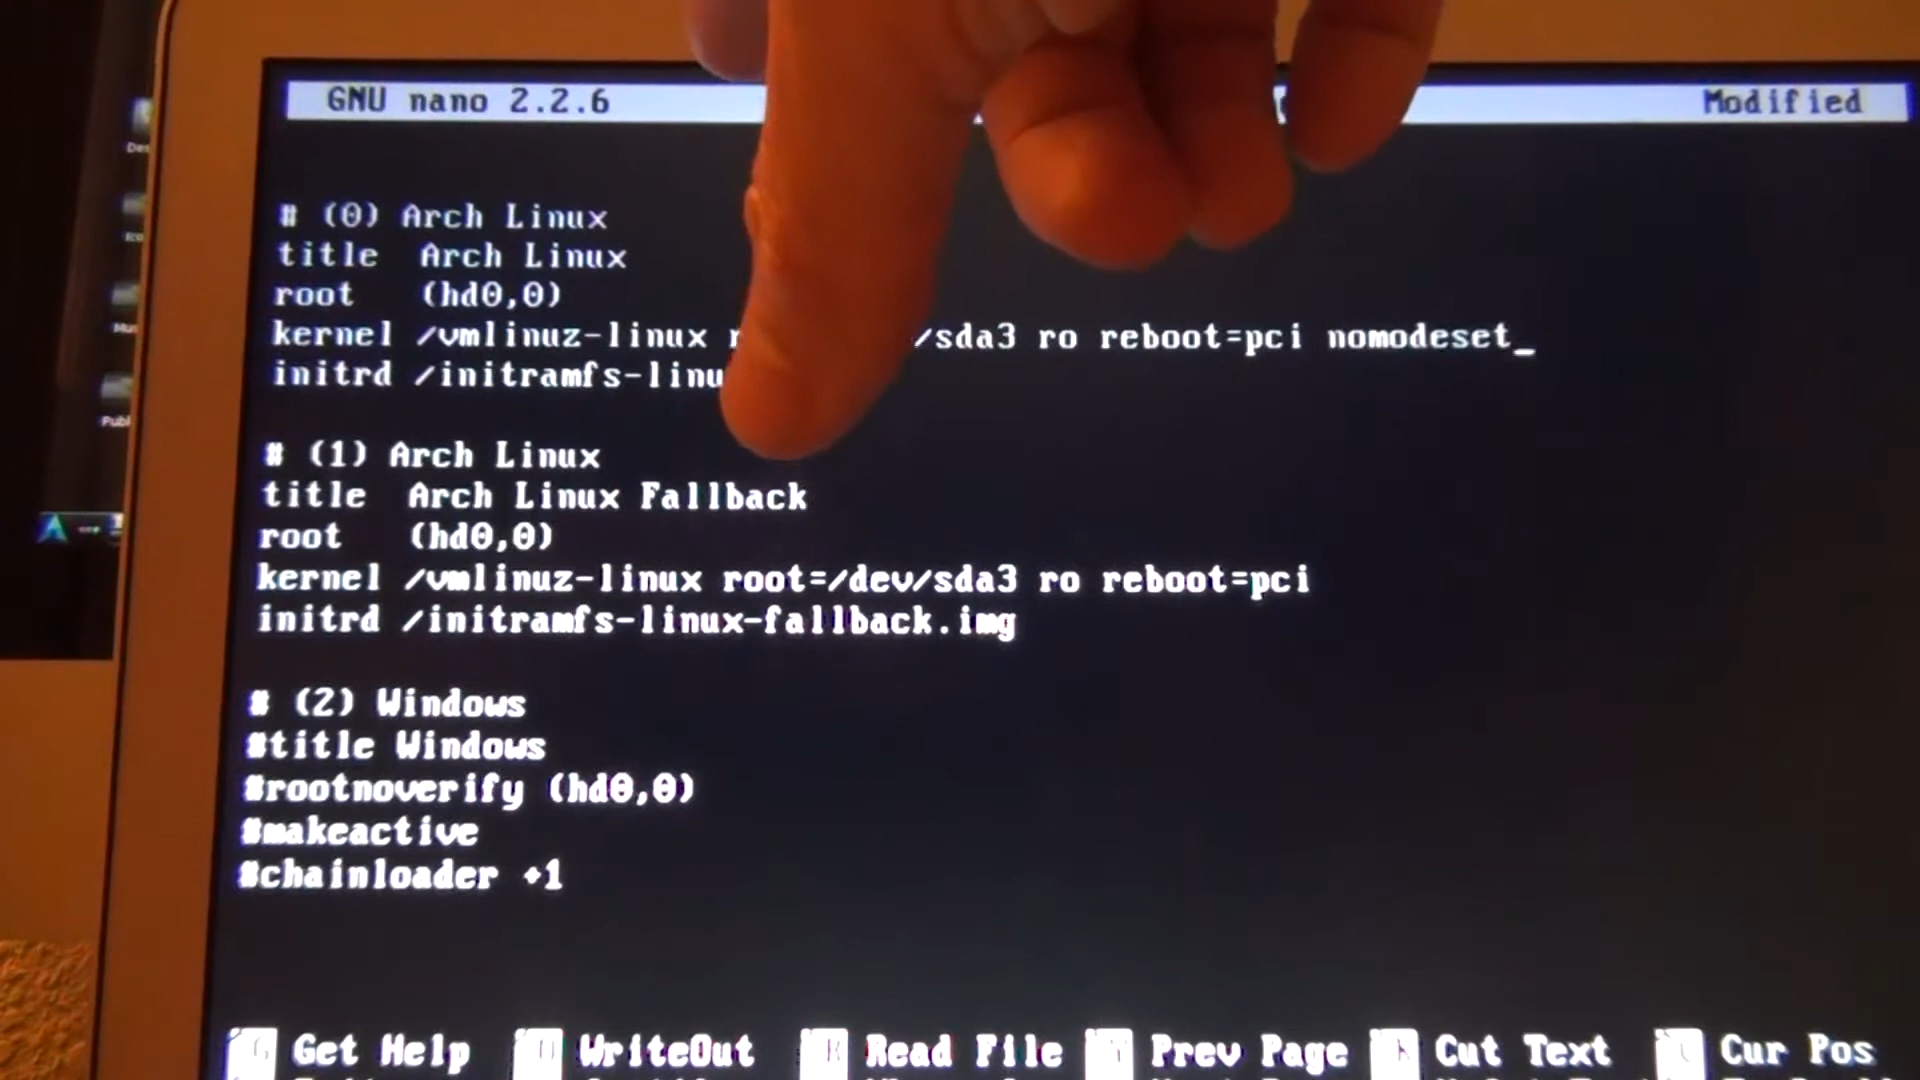 GNU nano 2.2.6 Modified
# (0) Arch Linux
title Arch Linux
root (hd0,0)
kernel /vmlinuz-linux /sda3 ro reboot=pci nomodeset_
initrd /initramfs-linu
# (1) Arch Linux
title Arch Linux Fallback
root (hd0,0)
kernel /vmlinuz-linux root=/dev/sda3 ro reboot=pci
initrd /initramfs-linux-fallback.img
# (2) Windows
#title Windows
#rootnoverify (hd0,0)
#makeactive
#chainloader +1
Get Help WriteOut Read File Prev Page Cut Text Cur Pos